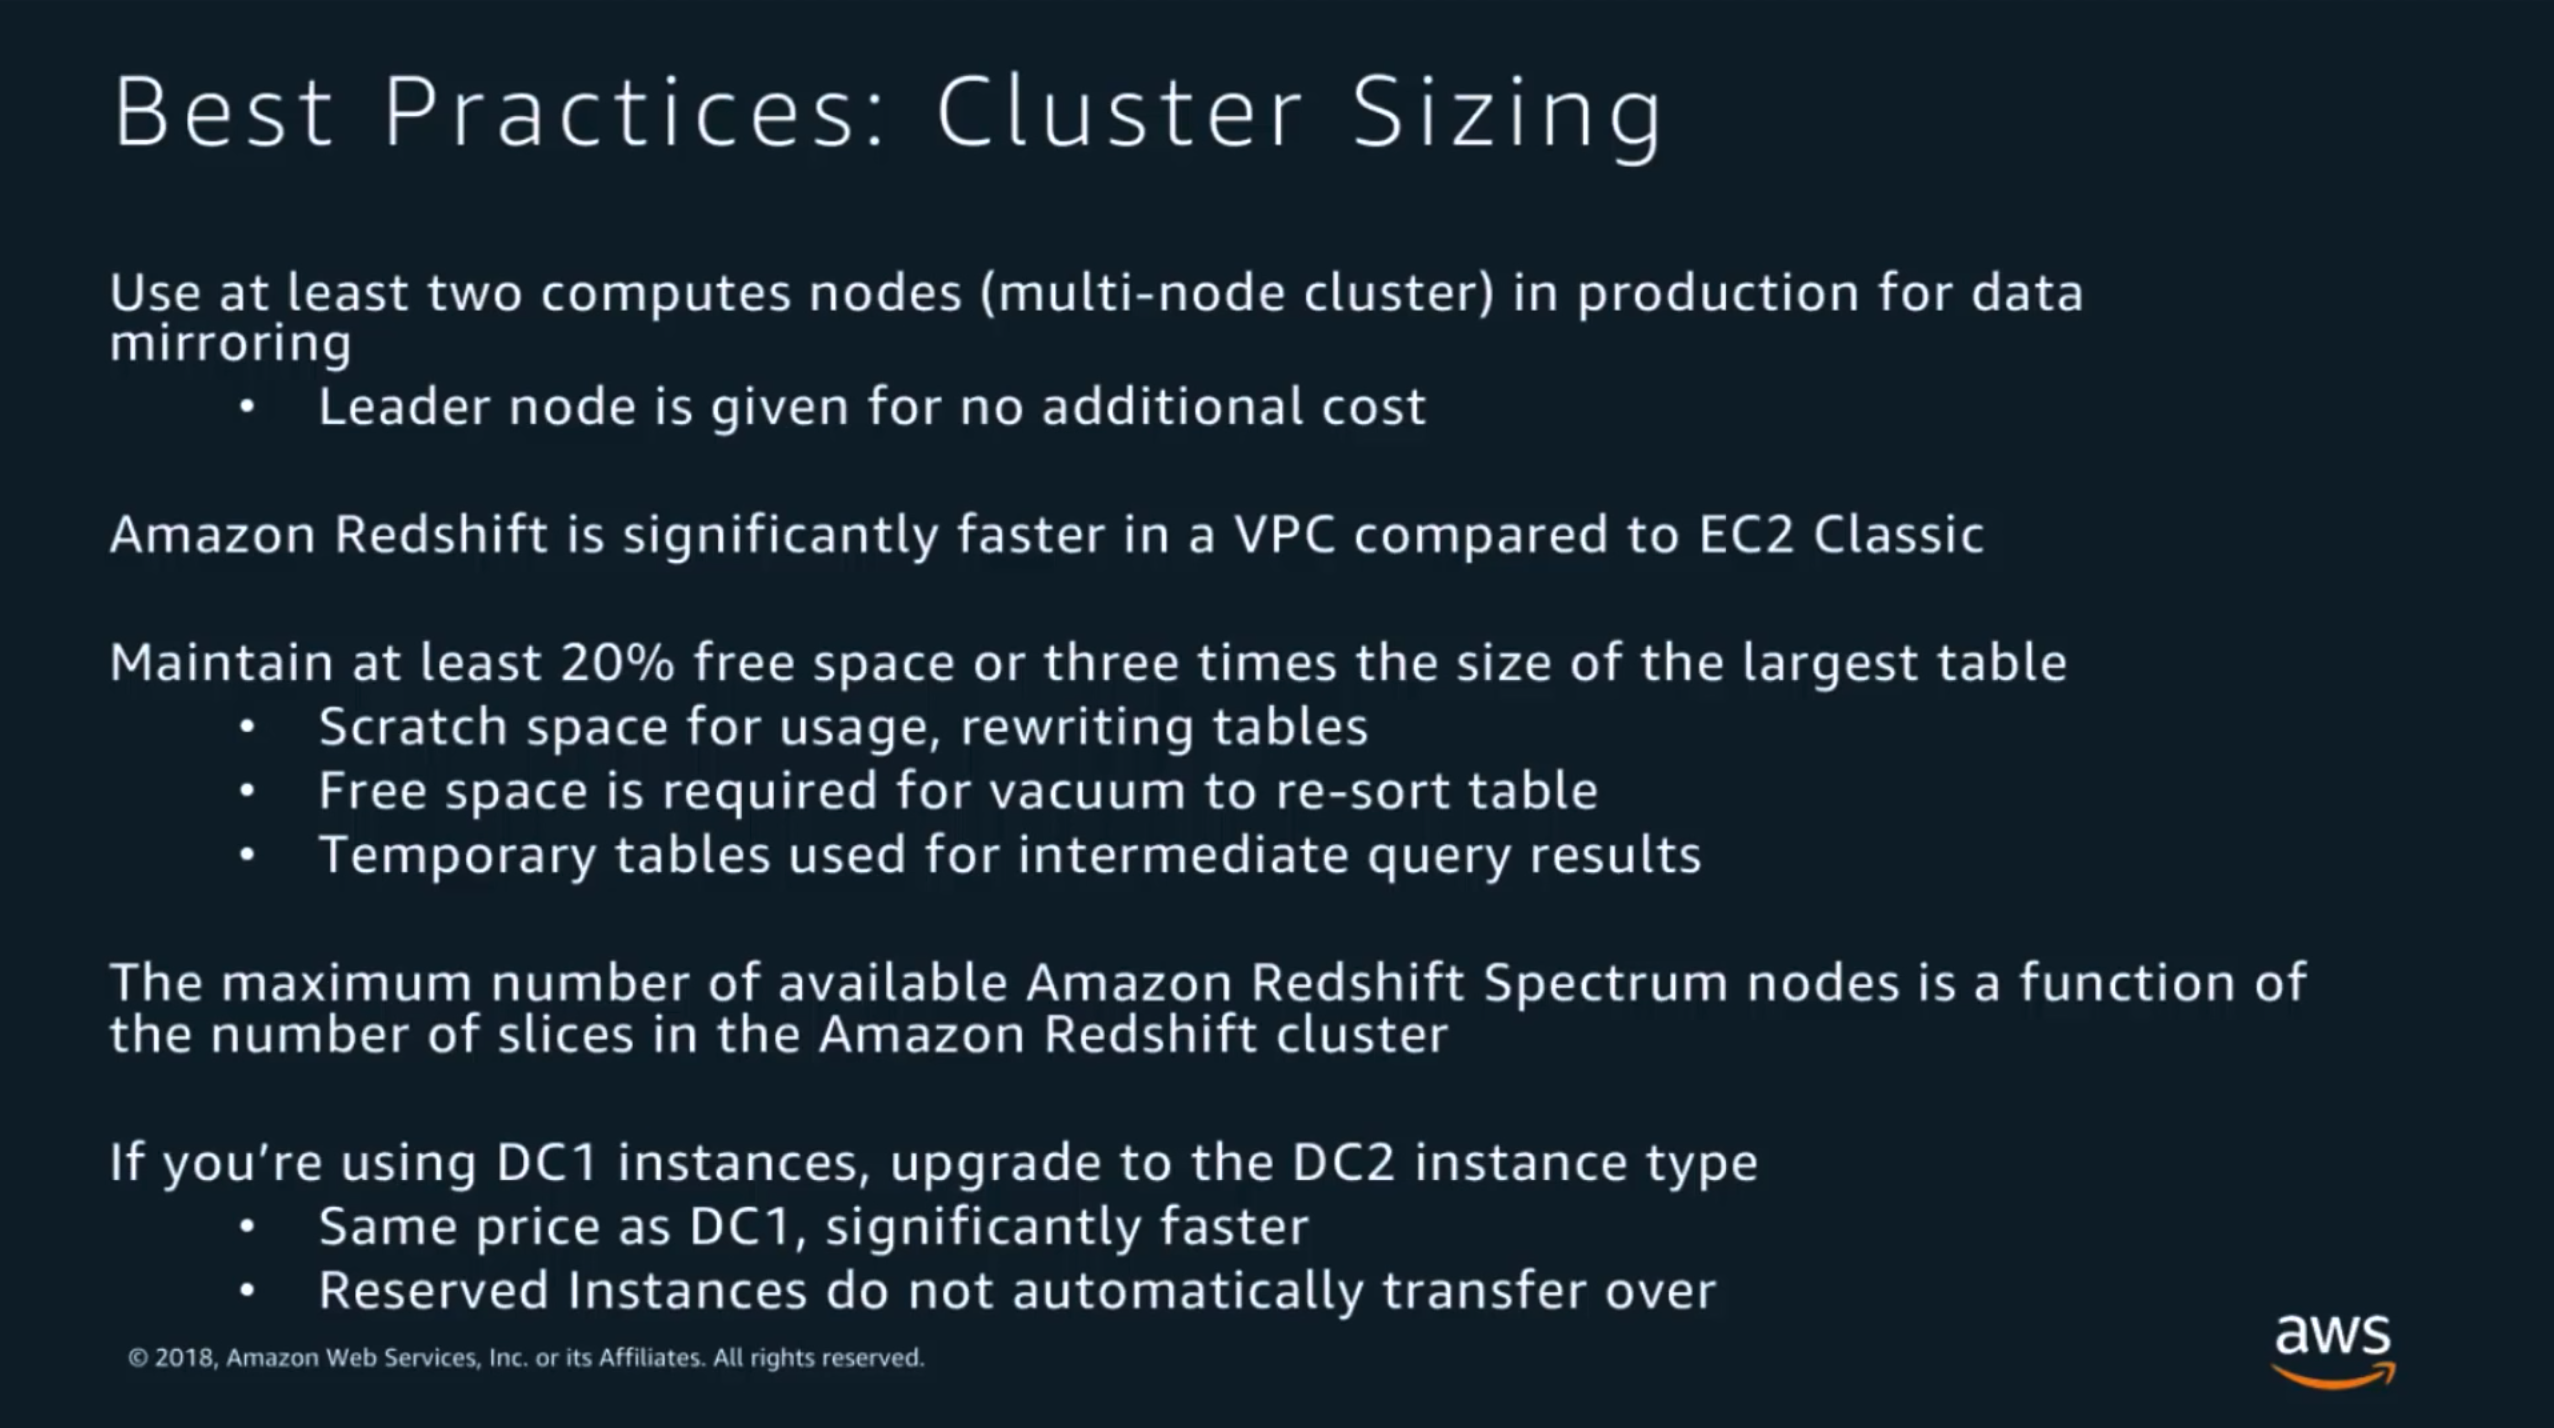 Best Practices: Cluster Sizing
Use at least two computes nodes (multi-node cluster) in production for data
mirroring
• Leader node is given for no additional cost
Amazon Redshift is significantly faster in a VPC compared to EC2 Classic
Maintain at least 20% free space or three times the size of the largest table
• Scratch space for usage, rewriting tables
• Free space is required for vacuum to re-sort table
• Temporary tables used for intermediate query results
The maximum number of available Amazon Redshift Spectrum nodes is a function of
the number of slices in the Amazon Redshift cluster
If you’re using DC1 instances, upgrade to the DC2 instance type
• Same price as DC1, significantly faster
• Reserved Instances do not automatically transfer over
© 2018, Amazon Web Services, Inc. or its Affiliates. All rights reserved.
aws